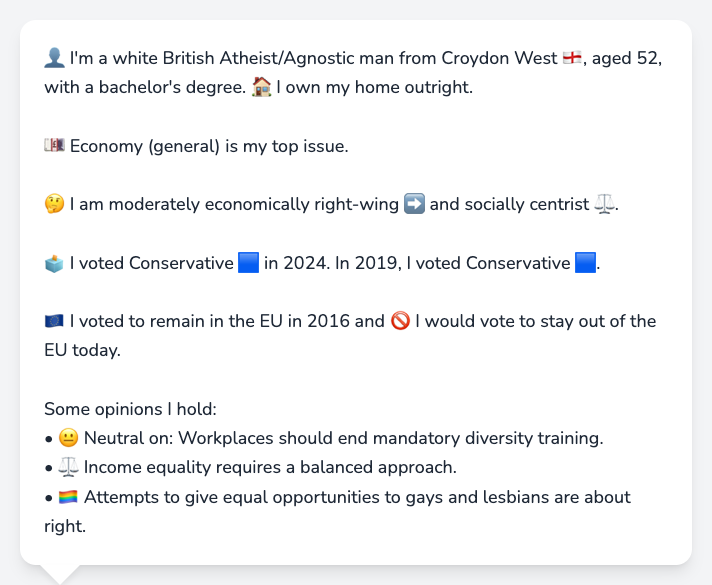 👤 I'm a white British Atheist/Agnostic man from Croydon West 🏴󠁧󠁢󠁥󠁮󠁧󠁿, aged 52,
with a bachelor's degree. 🏠 I own my home outright.
💷 Economy (general) is my top issue.
🤔 I am moderately economically right-wing ➡️ and socially centrist ⚖️.
🗳️ I voted Conservative 🟦 in 2024. In 2019, I voted Conservative 🟦.
🇪🇺 I voted to remain in the EU in 2016 and 🚫 I would vote to stay out of the
EU today.
Some opinions I hold:
• 😐 Neutral on: Workplaces should end mandatory diversity training.
• ⚖️ Income equality requires a balanced approach.
• 🏳️‍🌈 Attempts to give equal opportunities to gays and lesbians are about
right.